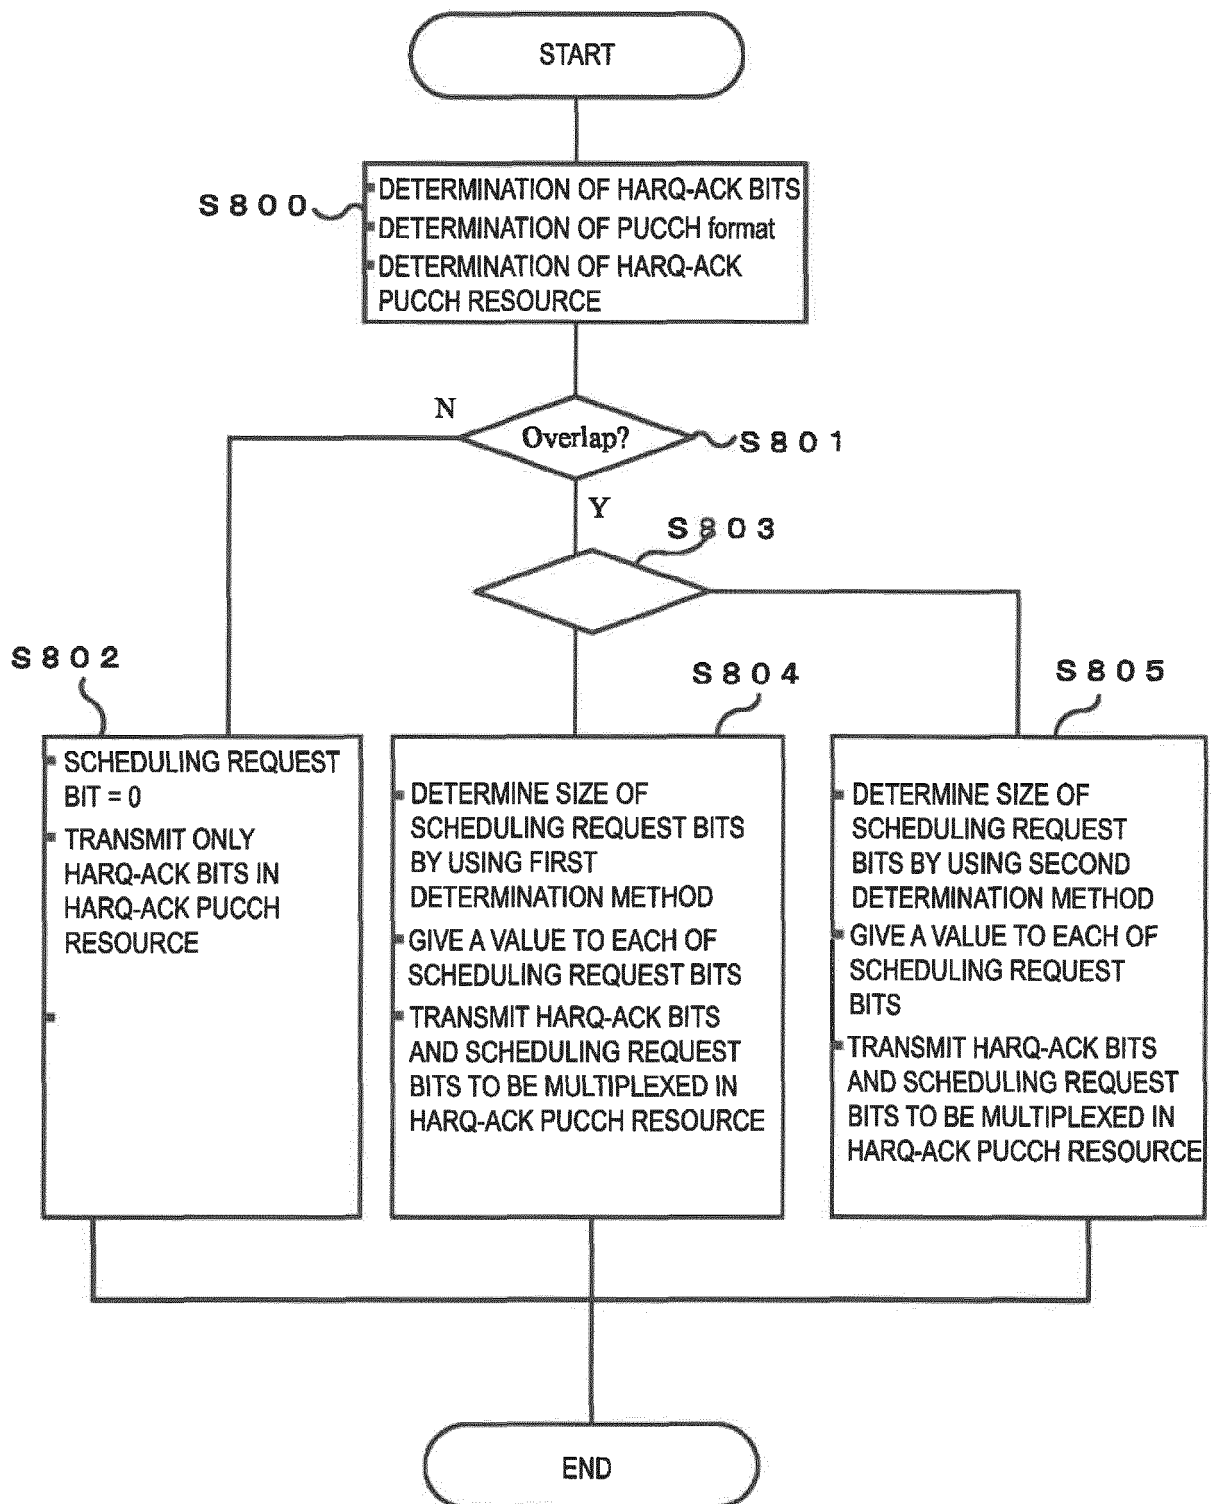 START
S800
DETERMINATION OF HARQ-ACK BITS
DETERMINATION OF PUCCH format
DETERMINATION OF HARQ-ACK
PUCCH RESOURCE
N
Overlap?
S801
Y
S803
S802
SCHEDULING REQUEST
BIT = 0
TRANSMIT ONLY
HARQ-ACK BITS IN
HARQ-ACK PUCCH
RESOURCE
S804
DETERMINE SIZE OF
SCHEDULING REQUEST BITS
BY USING FIRST
DETERMINATION METHOD
GIVE A VALUE TO EACH OF
SCHEDULING REQUEST BITS
TRANSMIT HARQ-ACK BITS
AND SCHEDULING REQUEST
BITS TO BE MULTIPLEXED IN
HARQ-ACK PUCCH RESOURCE
S805
DETERMINE SIZE OF
SCHEDULING REQUEST
BITS BY USING SECOND
DETERMINATION METHOD
GIVE A VALUE TO EACH OF
SCHEDULING REQUEST
BITS
TRANSMIT HARQ-ACK BITS
AND SCHEDULING REQUEST
BITS TO BE MULTIPLEXED IN
HARQ-ACK PUCCH RESOURCE
END